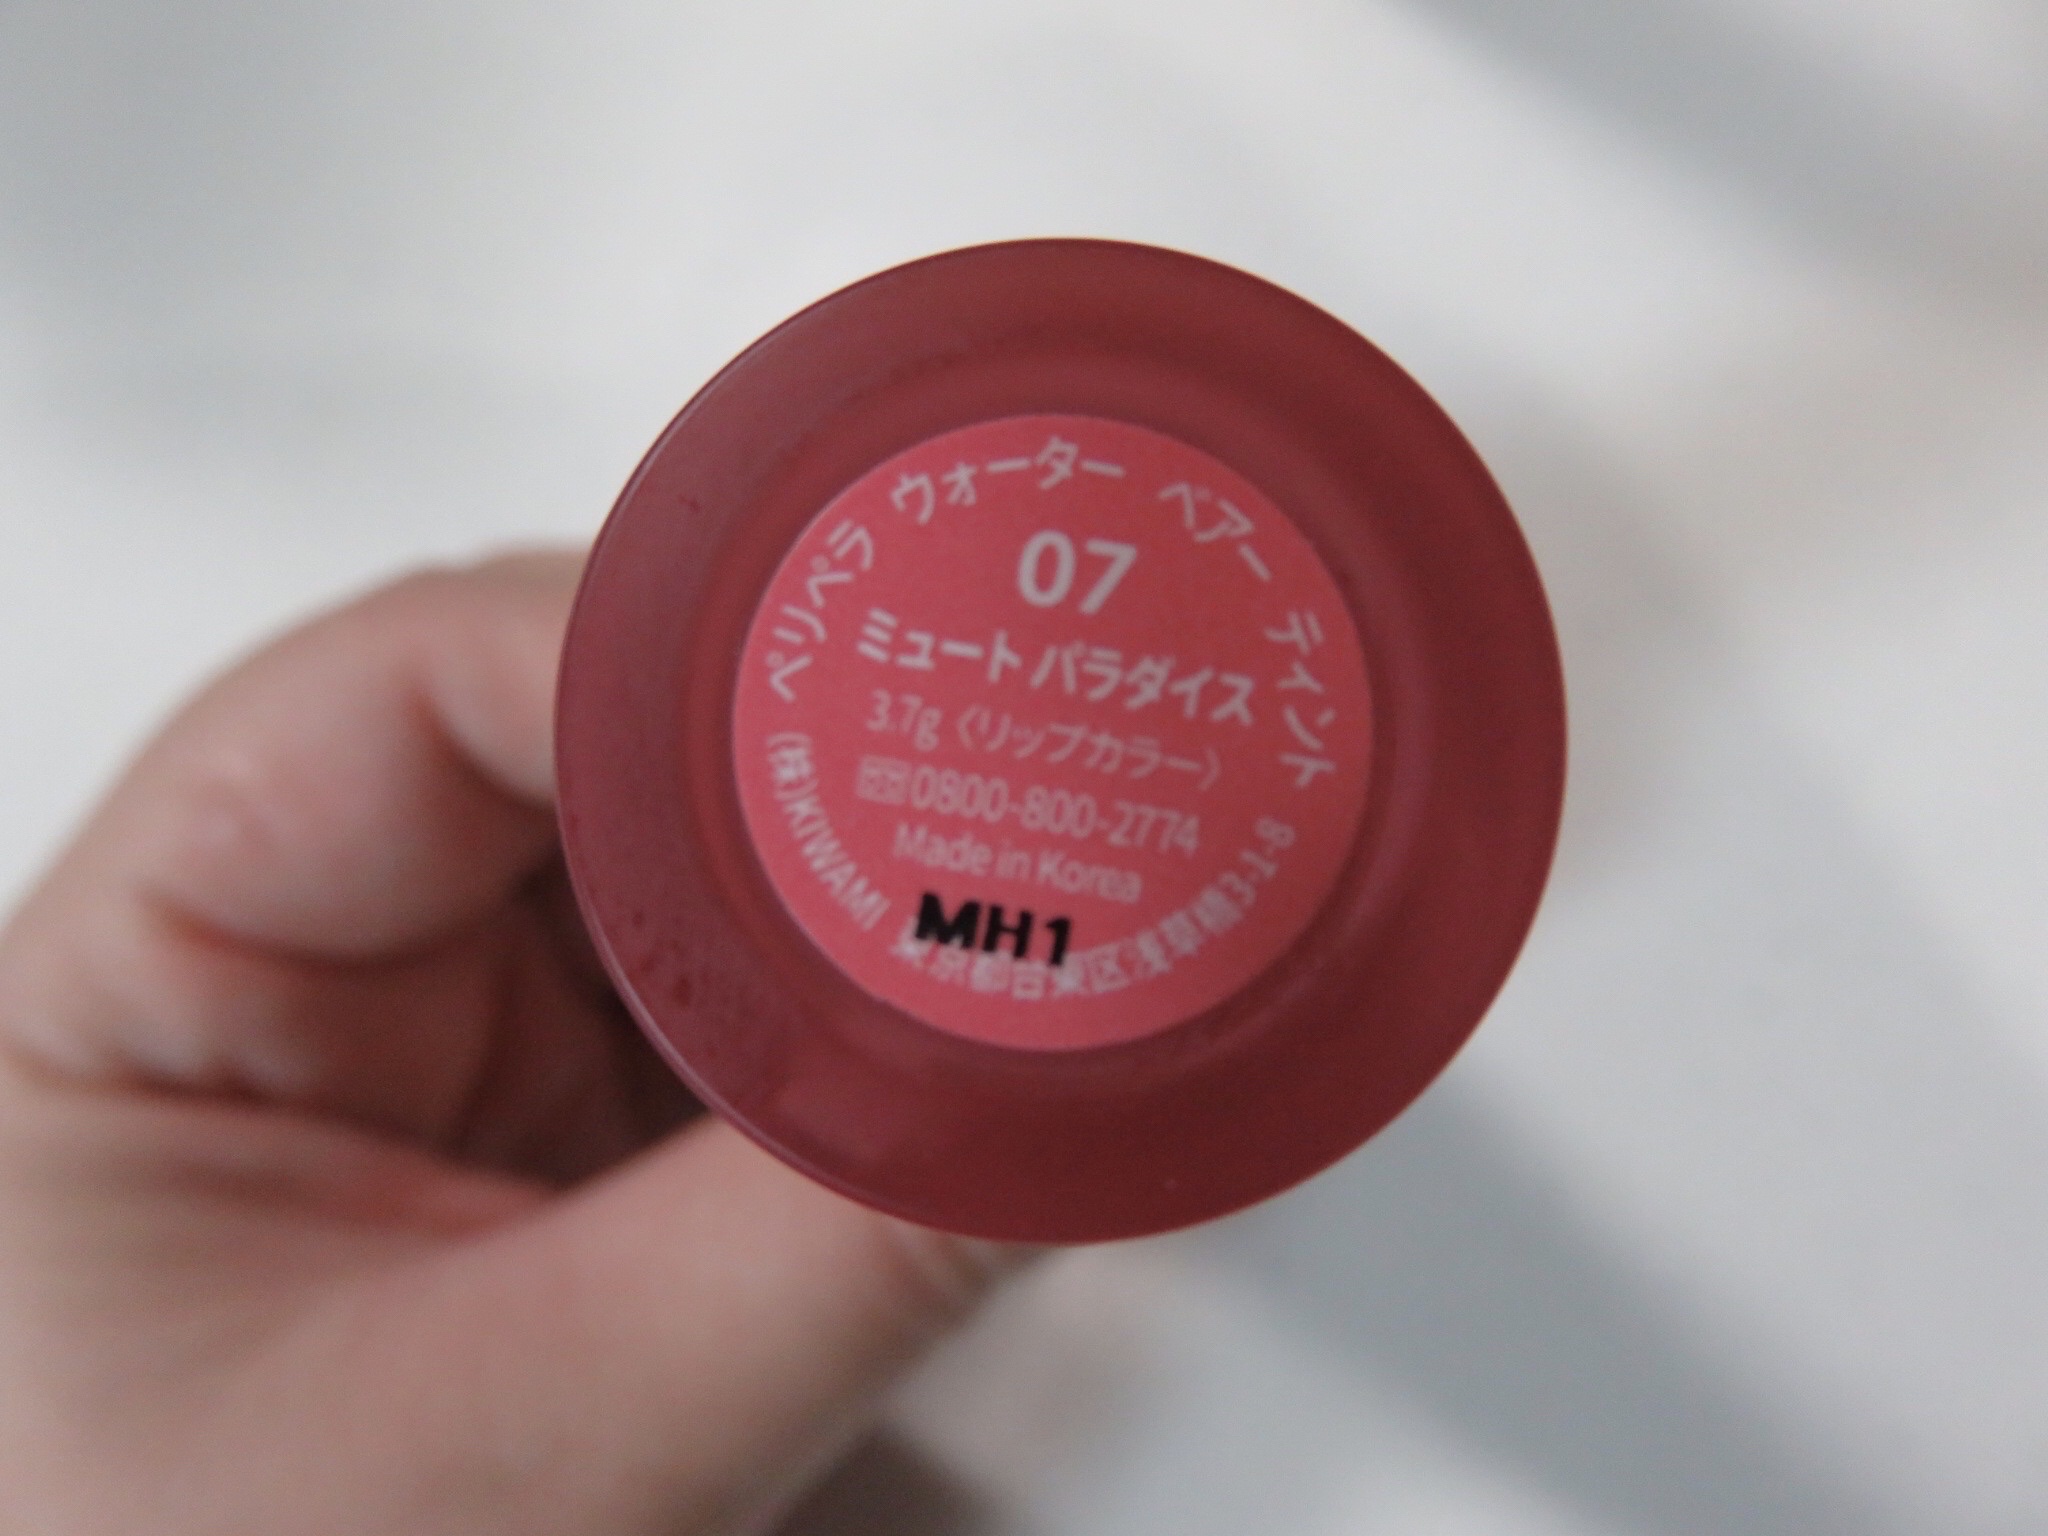 ペリペラ ウォーター ベアー ティント
07
ミュート パラダイス
3.7g〈リップカラー〉
0800-800-2774
Made in Korea
MH1
(株)KIWAMI 東京都台東区浅草橋3-1-8